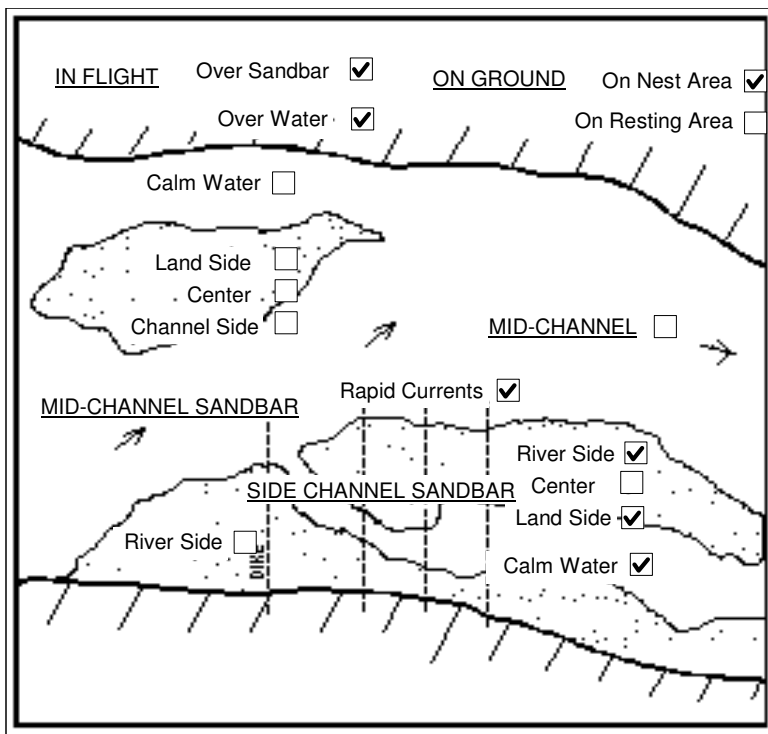 IN FLIGHT
Over Sandbar ☑
ON GROUND
On Nest Area ☑
Over Water ☑
On Resting Area ☐
Calm Water ☐
Land Side ☐
Center ☐
Channel Side ☐
MID-CHANNEL ☐
Rapid Currents ☑
MID-CHANNEL SANDBAR
River Side ☑
SIDE CHANNEL SANDBAR
Center ☐
Land Side ☑
River Side ☐
DIKE
Calm Water ☑